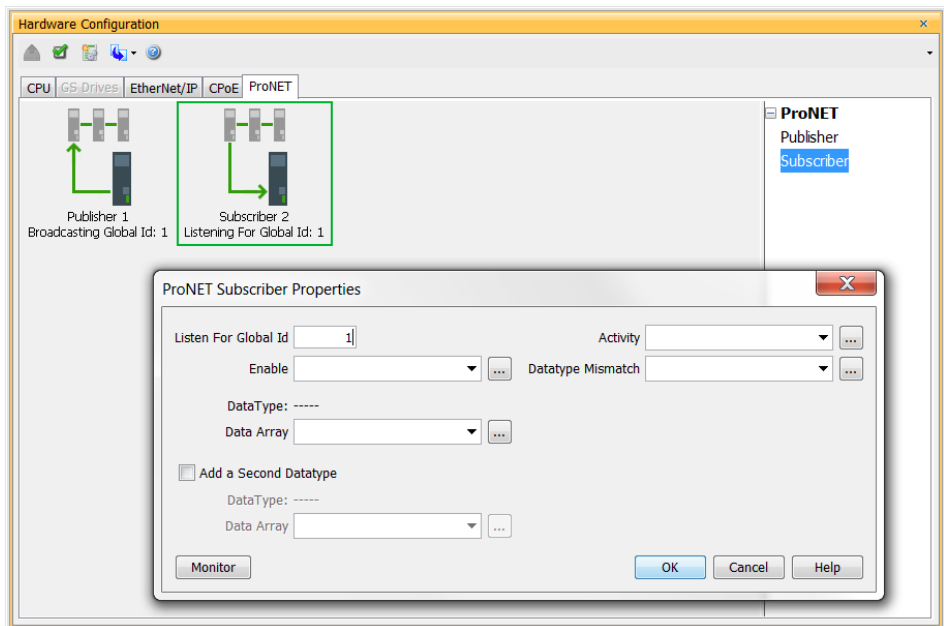 Hardware Configuration
CPU GS Drives EtherNet/IP CPoE ProNET
ProNET
Publisher
Subscriber
Publisher 1
Broadcasting Global Id: 1
Subscriber 2
Listening For Global Id: 1
ProNET Subscriber Properties
Listen For Global Id 1 Activity ...
Enable ... Datatype Mismatch ...
DataType: -----
Data Array ...
Add a Second Datatype
DataType: -----
Data Array ...
Monitor OK Cancel Help